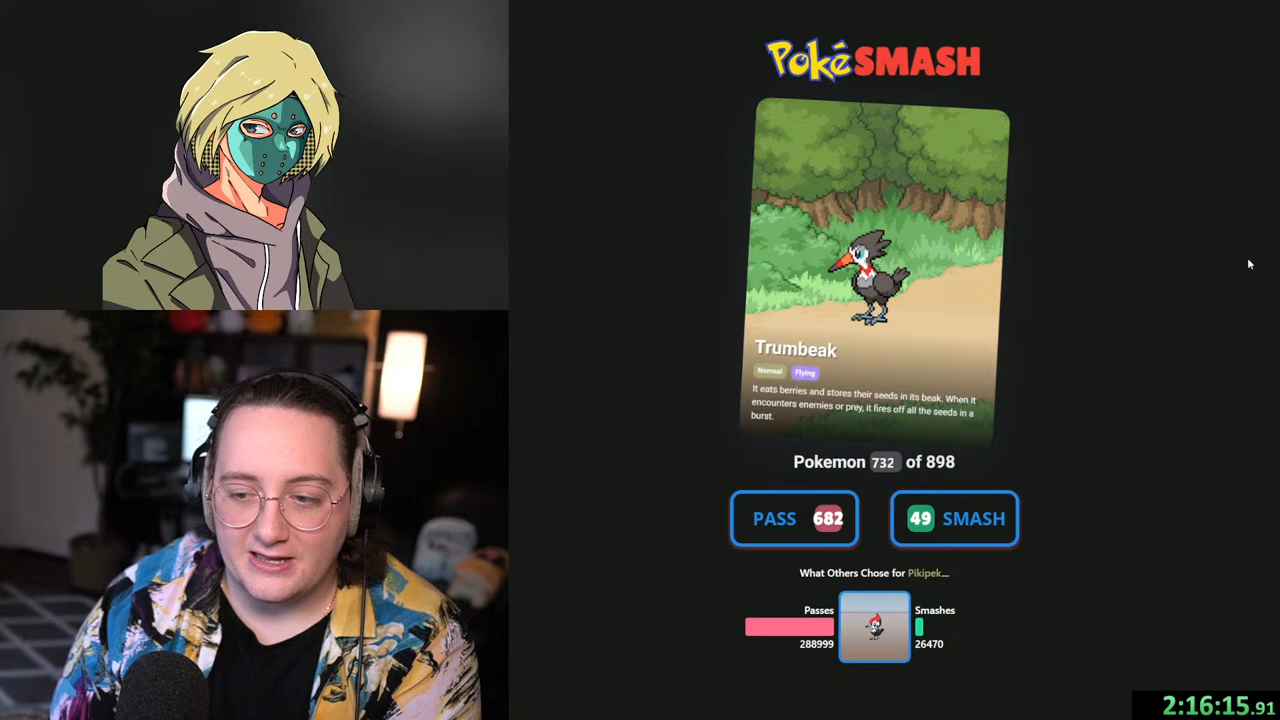 PokéSMASH
Trumbeak
Normal Flying
It eats berries and stores their seeds in its beak. When it
encounters enemies or prey, it fires off all the seeds in a
burst.
Pokemon 732 of 898
PASS 682
49 SMASH
What Others Chose for Pikipek...
Passes
288999
Smashes
26470
2:16:15.91